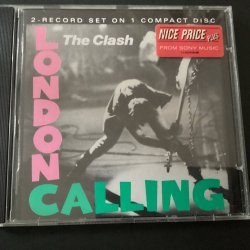 2-RECORD SET ON 1 COMPACT DISC
The Clash
NICE PRICE
FROM SONY MUSIC
LONDON
CALLING